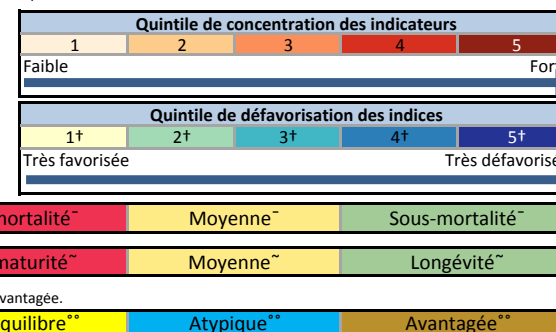 Quintile de concentration des indicateurs
1 2 3 4 5
Faible For
Quintile de défavorisation des indices
1† 2† 3† 4† 5†
Très favorisée Très défavorisé
mortalité⁻ Moyenne⁻ Sous-mortalité⁻
maturité˜ Moyenne˜ Longévité˜
vantagée.
quilibre°° Atypique°° Avantagée°°